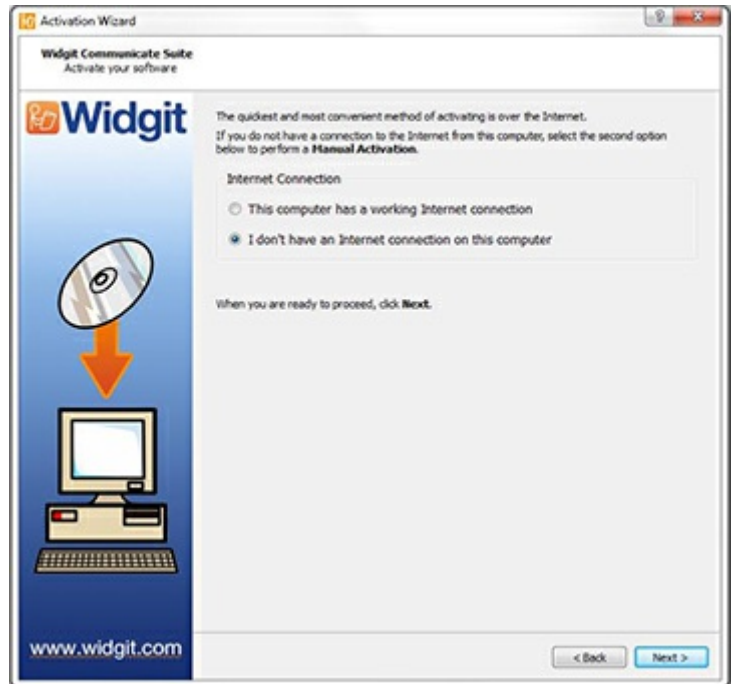 Activation Wizard
Widgit Communicate Suite
Activate your software
Widgit
The quickest and most convenient method of activating is over the Internet.
If you do not have a connection to the Internet from this computer, select the second option
below to perform a Manual Activation.
Internet Connection
This computer has a working Internet connection
I don't have an Internet connection on this computer
When you are ready to proceed, click Next.
www.widgit.com
< Back
Next >